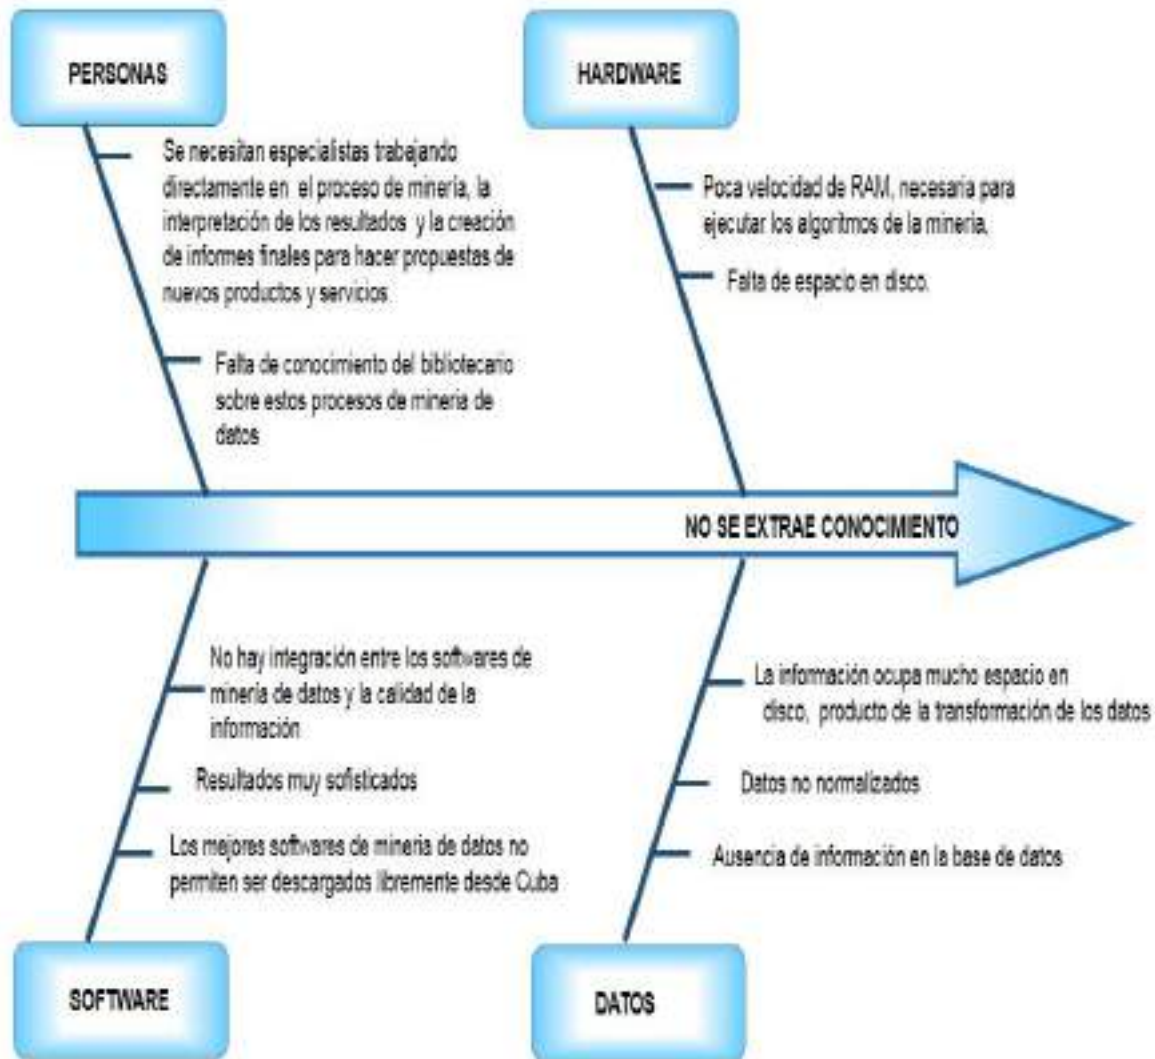 PERSONAS
HARDWARE
Se necesitan especialistas trabajando
directamente en el proceso de minería, la
interpretación de los resultados y la creación
de informes finales para hacer propuestas de
nuevos productos y servicios
Falta de conocimiento del bibliotecario
sobre estos procesos de minería de
datos
Poca velocidad de RAM, necesaria para
ejecutar los algoritmos de la minería,
Falta de espacio en disco.
NO SE EXTRAE CONOCIMIENTO
No hay integración entre los softwares de
minería de datos y la calidad de la
información
Resultados muy sofisticados
Los mejores softwares de minería de datos no
permiten ser descargados libremente desde Cuba
La información ocupa mucho espacio en
disco, producto de la transformación de los datos
Datos no normalizados
Ausencia de información en la base de datos
SOFTWARE
DATOS